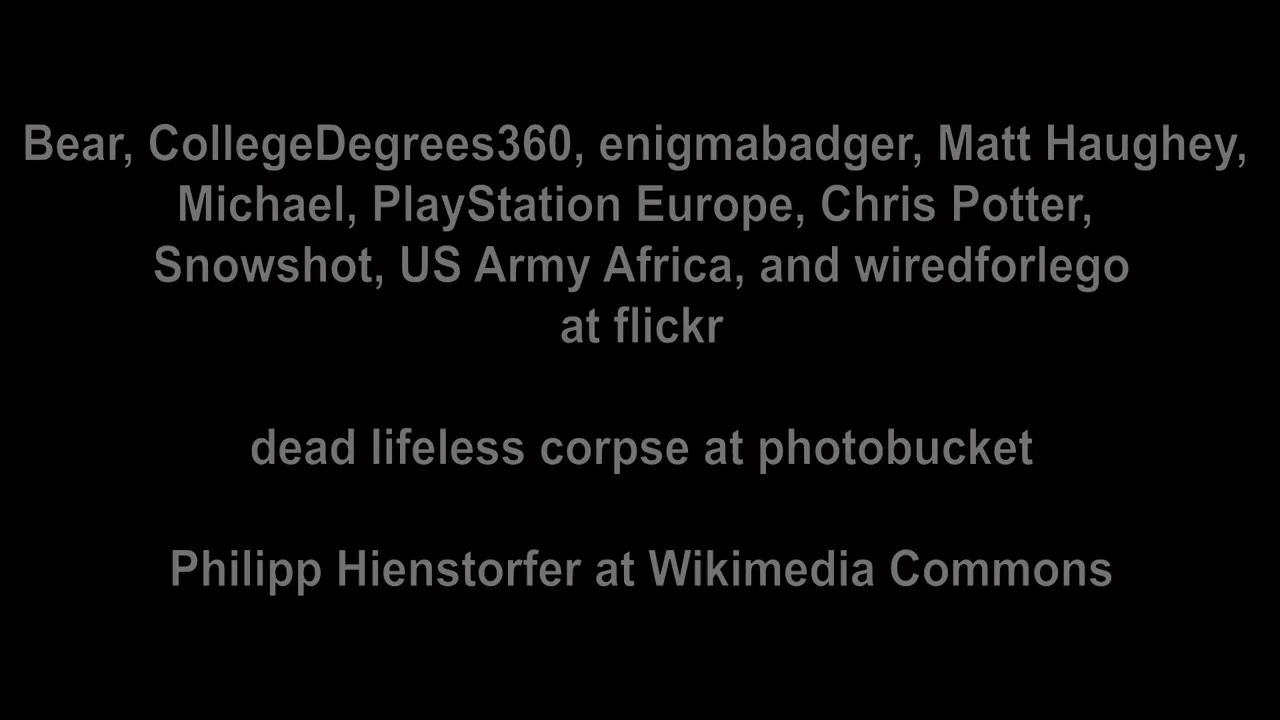 Bear, CollegeDegrees360, enigmabadger, Matt Haughey,
Michael, PlayStation Europe, Chris Potter,
Snowshot, US Army Africa, and wiredforlego
at flickr
dead lifeless corpse at photobucket
Philipp Hienstorfer at Wikimedia Commons